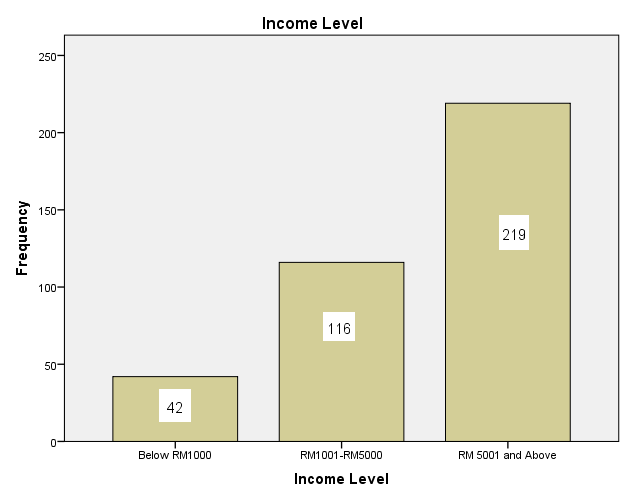 Income Level
Frequency
250
200
150
100
50
0
42
116
219
Below RM1000
RM1001-RM5000
RM 5001 and Above
Income Level